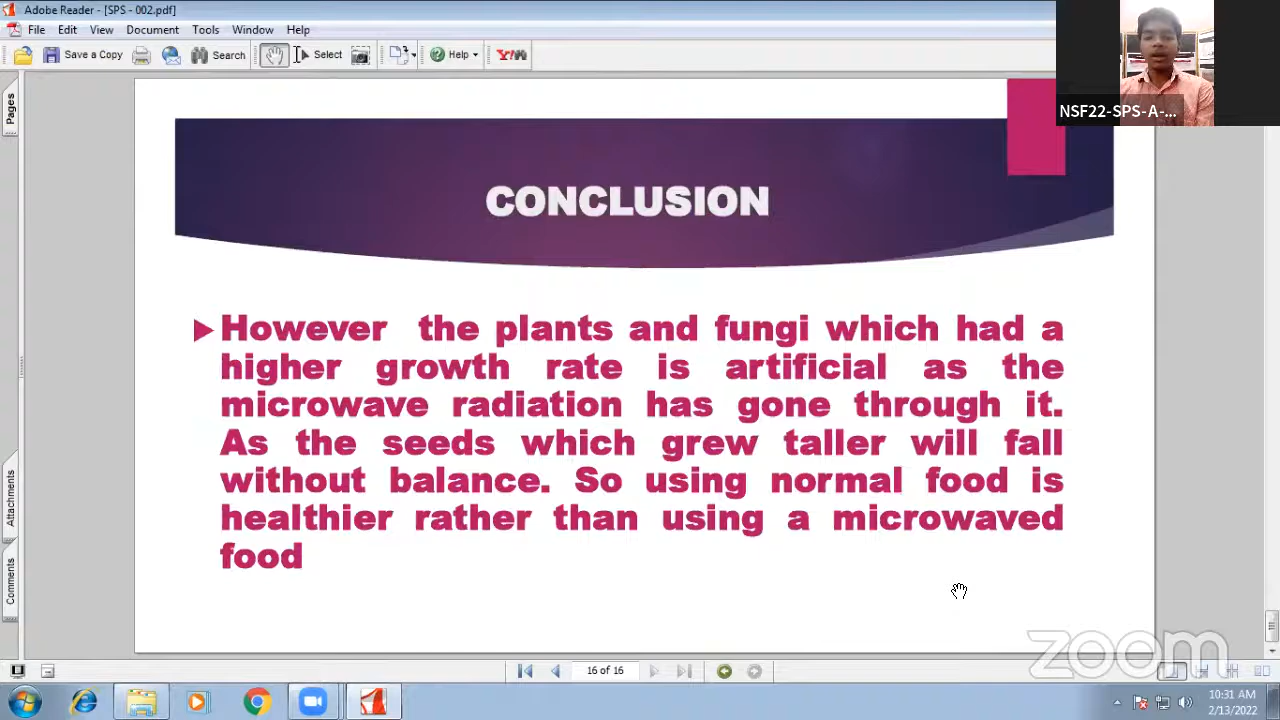 Adobe Reader - [SPS - 002.pdf]
File Edit View Document Tools Window Help
Save a Copy Search Select Help Y!
NSF22-SPS-A-...
Pages
CONCLUSION
However the plants and fungi which had a
higher growth rate is artificial as the
microwave radiation has gone through it.
As the seeds which grew taller will fall
without balance. So using normal food is
healthier rather than using a microwaved
food
Attachments
Comments
zoom
16 of 16
10:31 AM
2/13/2022